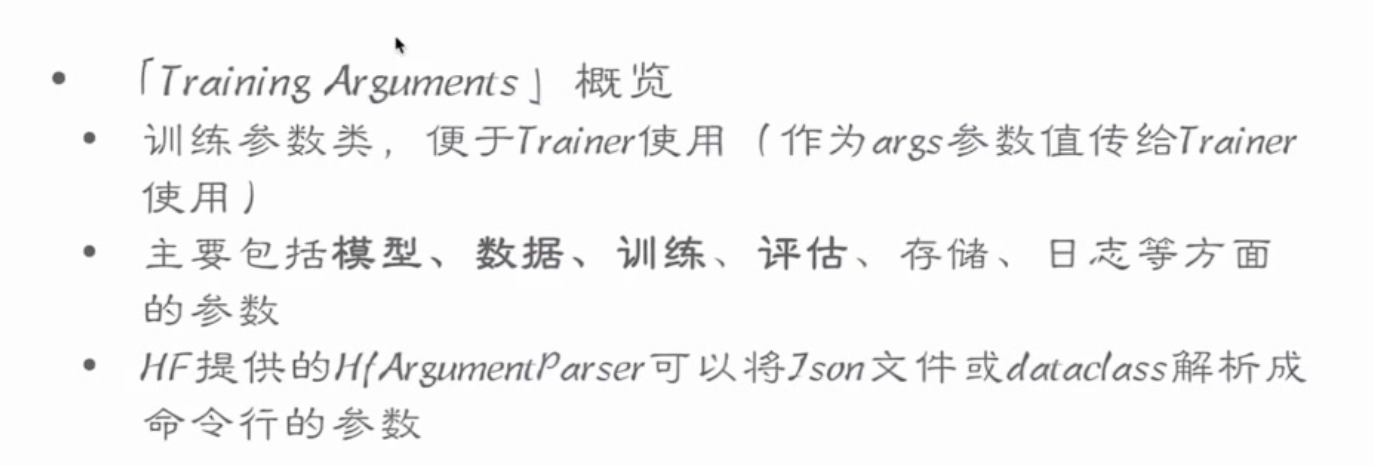 • 「Training Arguments」 概览
• 训练参数类，便于Trainer使用（作为args参数值传给Trainer
使用）
• 主要包括模型、数据、训练、评估、存储、日志等方面
的参数
• HF提供的HfArgumentParser可以将Json文件或dataclass解析成
命令行的参数